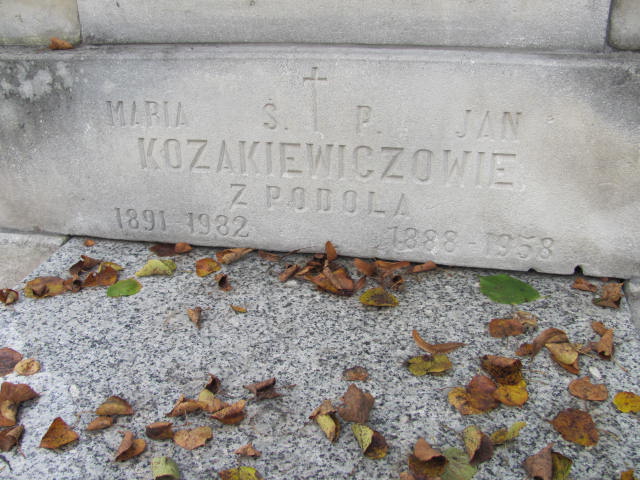 MARIA Ś. P. JAN
KOZAKIEWICZOWIE,
Z PODOLA
1891-1982 1888-1958